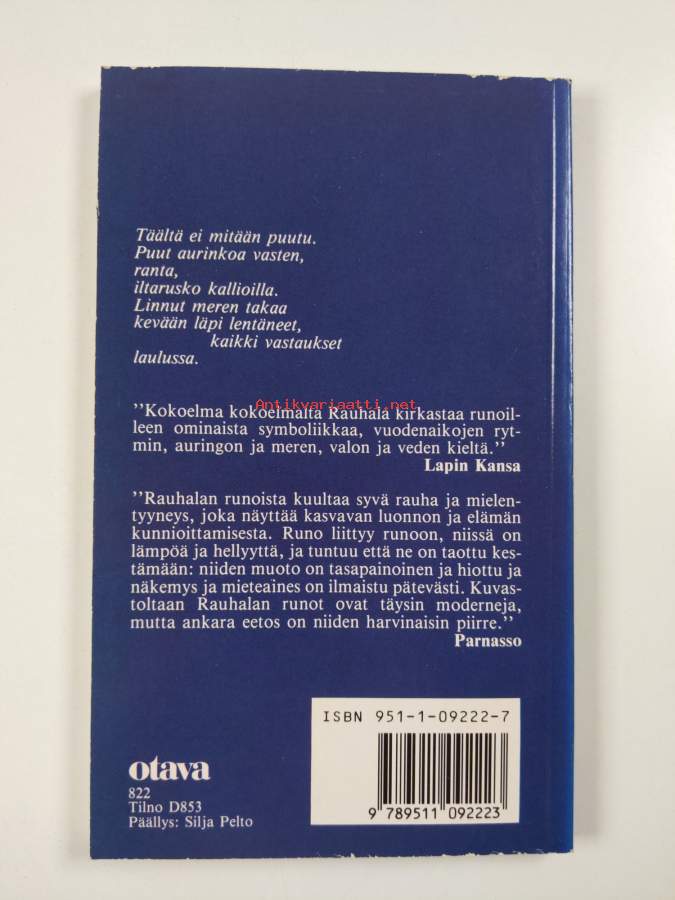 Täältä ei mitään puutu.
Puut aurinkoa vasten,
ranta,
iltarusko kallioilla.
Linnut meren takaa
kevään läpi lentäneet,
kaikki vastaukset
laulussa.
Antikvariaatti.net
''Kokoelma kokoelmalta Rauhala kirkastaa runoil-
leen ominaista symboliikkaa, vuodenaikojen ryt-
min, auringon ja meren, valon ja veden kieltä.''
Lapin Kansa
''Rauhalan runoista kuultaa syvä rauha ja mielen-
tyyneys, joka näyttää kasvavan luonnon ja elämän
kunnioittamisesta. Runo liittyy runoon, niissä on
lämpöä ja hellyyttä, ja tuntuu että ne on taottu kes-
tämään: niiden muoto on tasapainoinen ja hiottu ja
näkemys ja mieteaines on ilmaistu pätevästi. Kuvas-
toltaan Rauhalan runot ovat täysin moderneja,
mutta ankara eetos on niiden harvinaisin piirre.''
Parnasso
ISBN 951-1-09222-7
9 789511 092223
otava
822
Tilno D853
Päällys: Silja Pelto